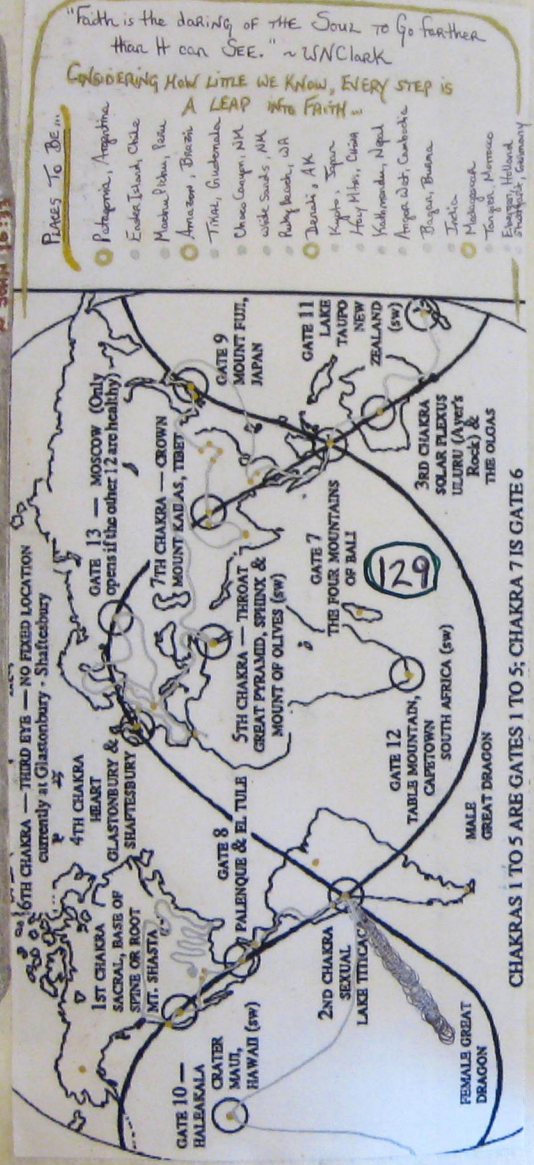 "Faith is the daring of THE SOUL TO Go farther
than It can SEE." ~ WNClark
CONSIDERING HOW LITTLE WE KNOW, EVERY STEP IS
A LEAP INTO FAITH...
PLACES TO BE...
Patagonia, Argentina
Easter Island, Chile
Machu Pichu, Peru
Amazon, Brazil
Tikal, Guatemala
Chaco Canyon, NM
White Sands, NM
Ruby Beach, WA
Denali, AK
Kyoto, Japan
Kathmandu, Nepal
Angor Wat, Cambodia
Bagan, Burma
India
Madagascar
Tangier, Morocco
Holland
Germany
6TH CHAKRA — THIRD EYE — NO FIXED LOCATION
currently at Glastonbury - Shaftesbury
GATE 13 — MOSCOW (Only
opens if the other 12 are healthy)
GATE 9
MOUNT FUJI,
JAPAN
GATE 11
LAKE
TAUPO
NEW
ZEALAND
(sw)
7TH CHAKRA — CROWN
MOUNT KAILAS, TIBET
4TH CHAKRA
HEART
GLASTONBURY &
SHAFTESBURY
1ST CHAKRA
SACRAL, BASE OF
SPINE OR ROOT
MT. SHASTA
5TH CHAKRA — THROAT
GREAT PYRAMID, SPHINX &
MOUNT OF OLIVES (sw)
GATE 8
PALENQUE & EL TULE
GATE 7
THE FOUR MOUNTAINS
OF BALI
3RD CHAKRA
SOLAR PLEXUS
ULURU (Ayer's
Rock) &
THE OLGAS
GATE 10 —
HALEAKALA
CRATER
MAUI,
HAWAII (sw)
2ND CHAKRA
SEXUAL
LAKE TITICACA
GATE 12
TABLE MOUNTAIN,
CAPETOWN
SOUTH AFRICA (sw)
129
MALE
GREAT DRAGON
FEMALE GREAT
DRAGON
CHAKRAS 1 TO 5 ARE GATES 1 TO 5; CHAKRA 7 IS GATE 6